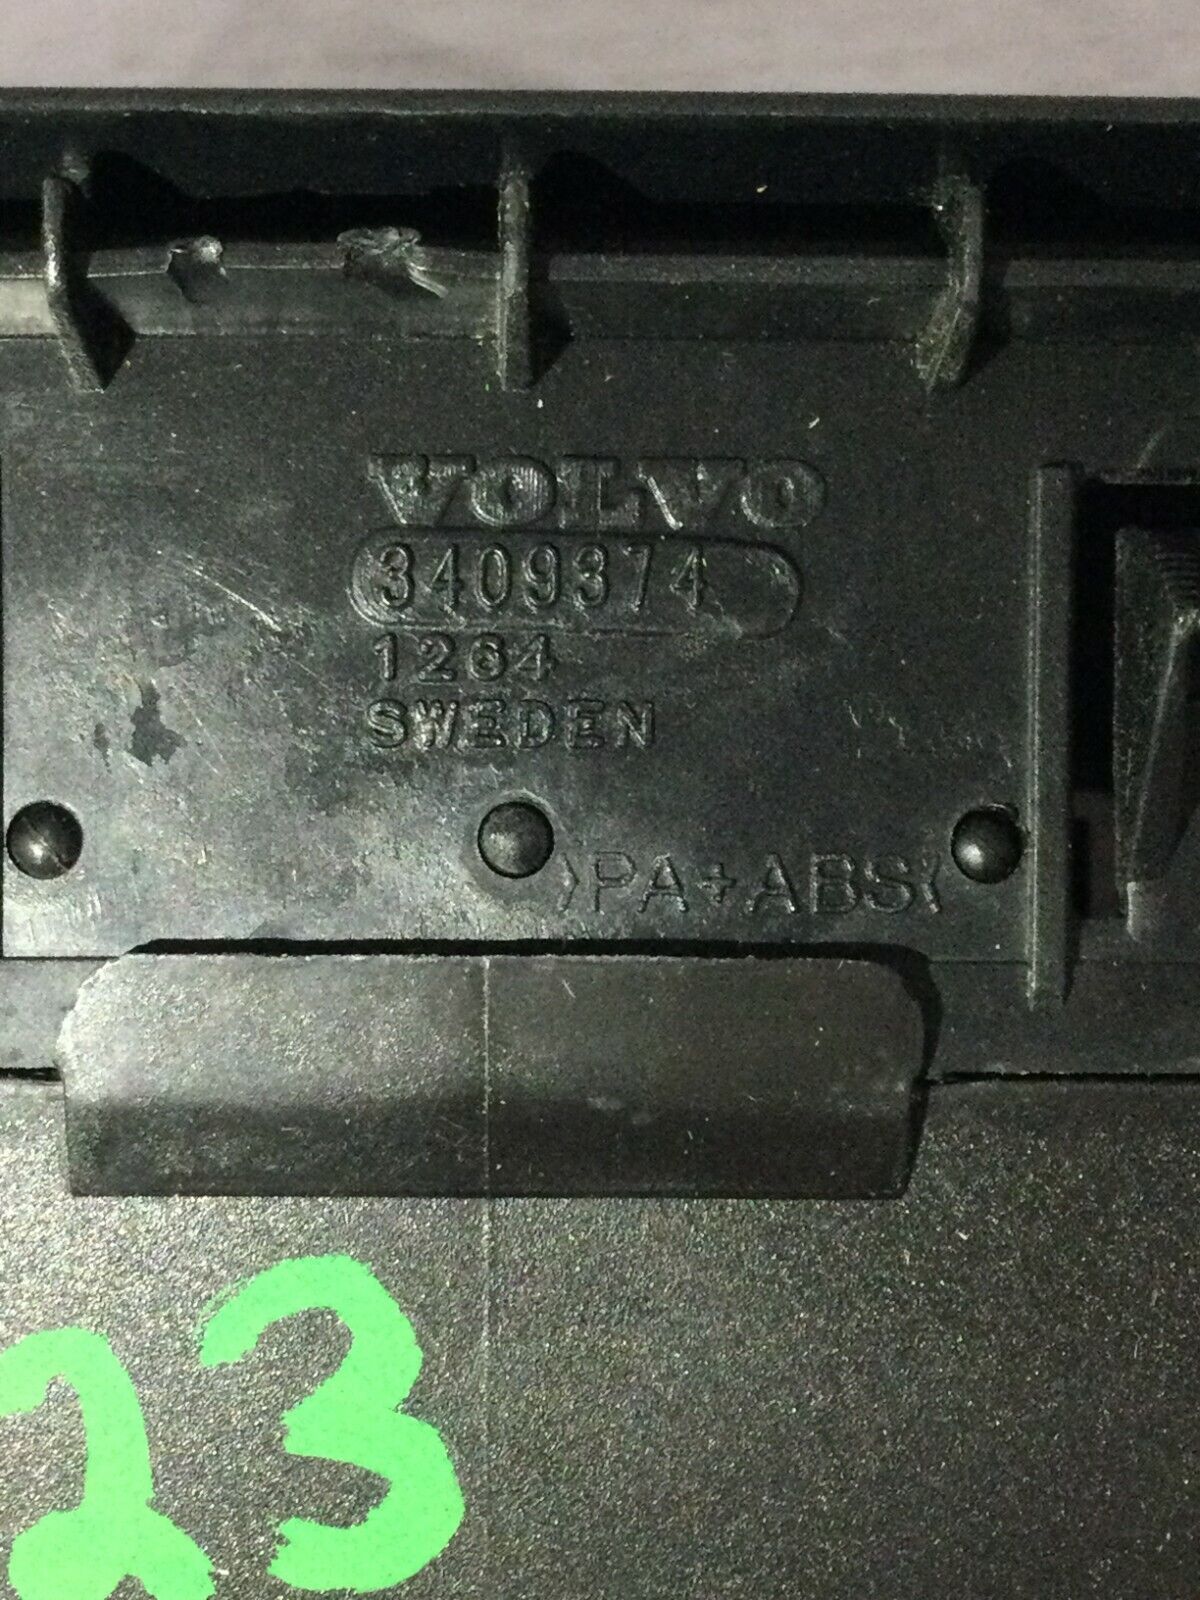 VOLVO
3409374
1264
SWEDEN
>PA+ABS<
23